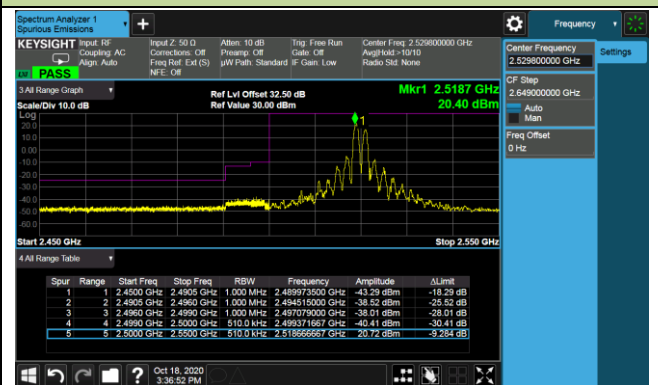 Spectrum Analyzer 1
Spurious Emissions
Frequency
KEYSIGHT Input: RF Input Z: 50 Ω Atten: 10 dB Trig: Free Run Center Freq: 2.529800000 GHz
Coupling: AC Corrections: Off Preamp: Off Gate: Off Avg|Hold:>10/10
Align: Auto Freq Ref: Ext (S) µW Path: Standard IF Gain: Low Radio Std: None
NFE: Off
PASS
Center Frequency
2.529800000 GHz
Settings
CF Step
2.649000000 GHz
Auto
Man
Freq Offset
0 Hz
3 All Range Graph
Ref Lvl Offset 32.50 dB
Mkr1 2.5187 GHz
Scale/Div 10.0 dB
Ref Value 30.00 dBm
20.40 dBm
Log
20.0
10.0
0.00
-10.0
-20.0
-30.0
-40.0
-50.0
-60.0
1
Start 2.450 GHz
Stop 2.550 GHz
4 All Range Table
Spur Range Start Freq Stop Freq RBW Frequency Amplitude ΔLimit
1 1 2.4500 GHz 2.4905 GHz 1.000 MHz 2.489973500 GHz -43.29 dBm -18.29 dB
2 2 2.4905 GHz 2.4960 GHz 1.000 MHz 2.494515000 GHz -38.52 dBm -25.52 dB
3 3 2.4960 GHz 2.4990 GHz 1.000 MHz 2.497079000 GHz -38.01 dBm -28.01 dB
4 4 2.4990 GHz 2.5000 GHz 510.0 kHz 2.499371667 GHz -40.41 dBm -30.41 dB
5 5 2.5000 GHz 2.5500 GHz 510.0 kHz 2.518666667 GHz 20.72 dBm -9.284 dB
Oct 18, 2020
3:36:52 PM